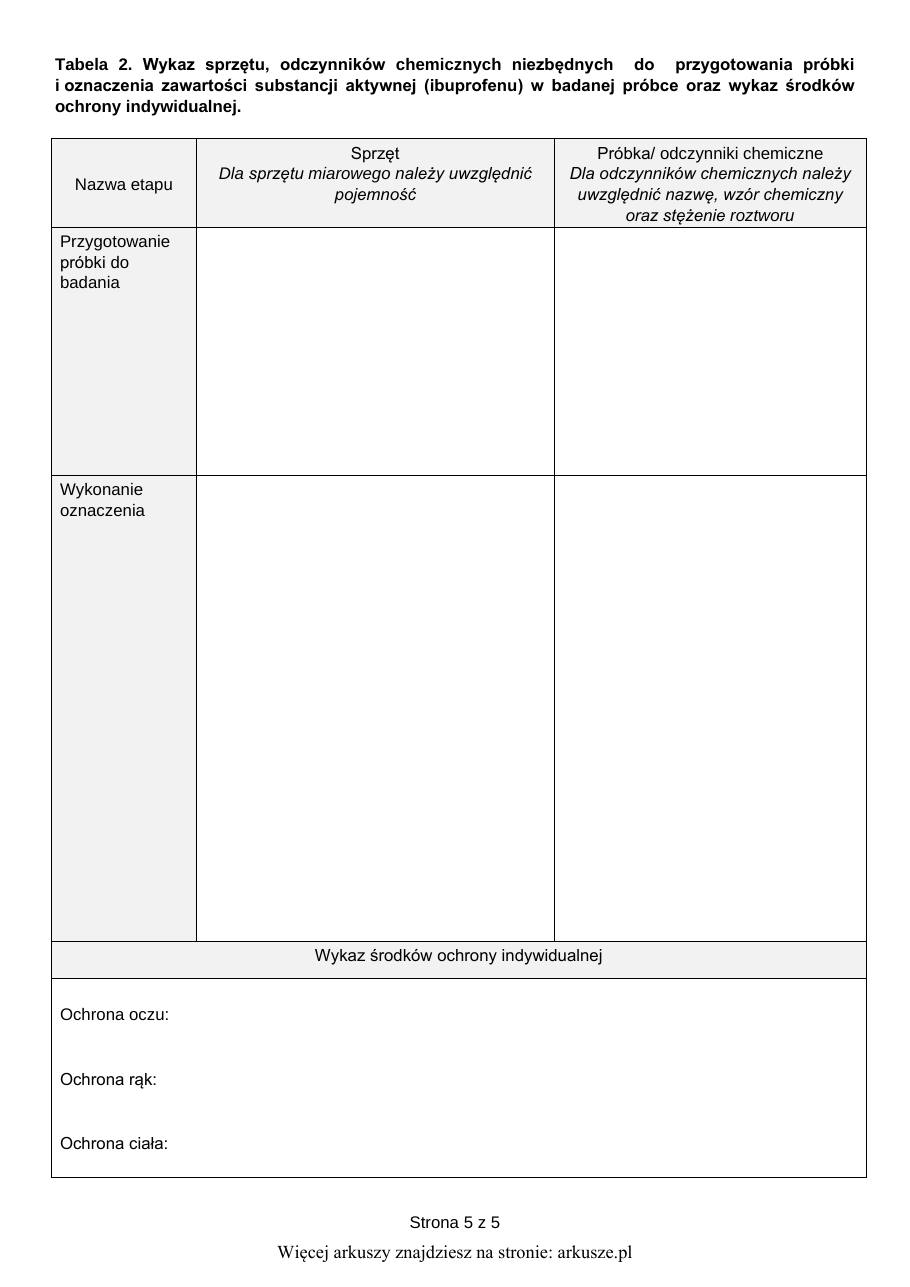 Tabela 2. Wykaz sprzętu, odczynników chemicznych niezbędnych do przygotowania próbki
i oznaczenia zawartości substancji aktywnej (ibuprofenu) w badanej próbce oraz wykaz środków
ochrony indywidualnej.
Nazwa etapu
Sprzęt
Dla sprzętu miarowego należy uwzględnić
pojemność
Próbka/ odczynniki chemiczne
Dla odczynników chemicznych należy
uwzględnić nazwę, wzór chemiczny
oraz stężenie roztworu
Przygotowanie
próbki do
badania
Wykonanie
oznaczenia
Wykaz środków ochrony indywidualnej
Ochrona oczu:
Ochrona rąk:
Ochrona ciała:
Strona 5 z 5
Więcej arkuszy znajdziesz na stronie: arkusze.pl